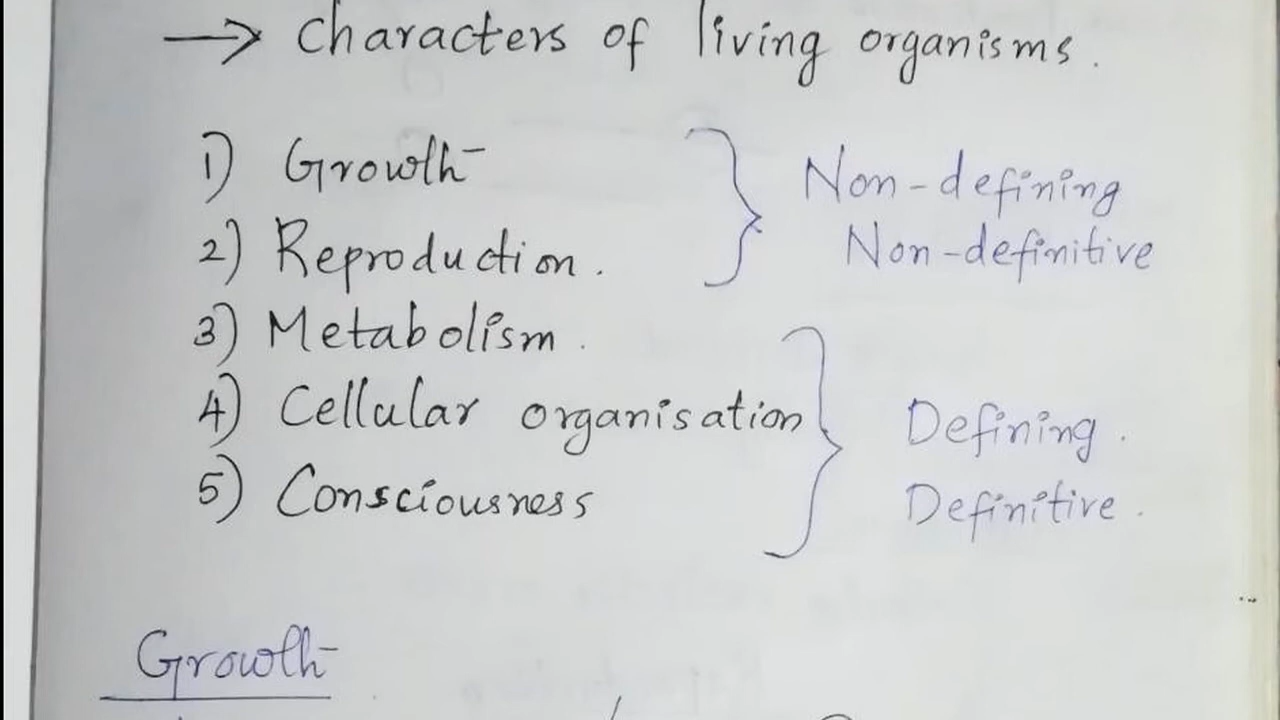 → Characters of living organisms.
1) Growth
2) Reproduction.
Non-defining
Non-definitive
3) Metabolism.
4) Cellular organisation
5) Consciousness
Defining.
Definitive.
Growth